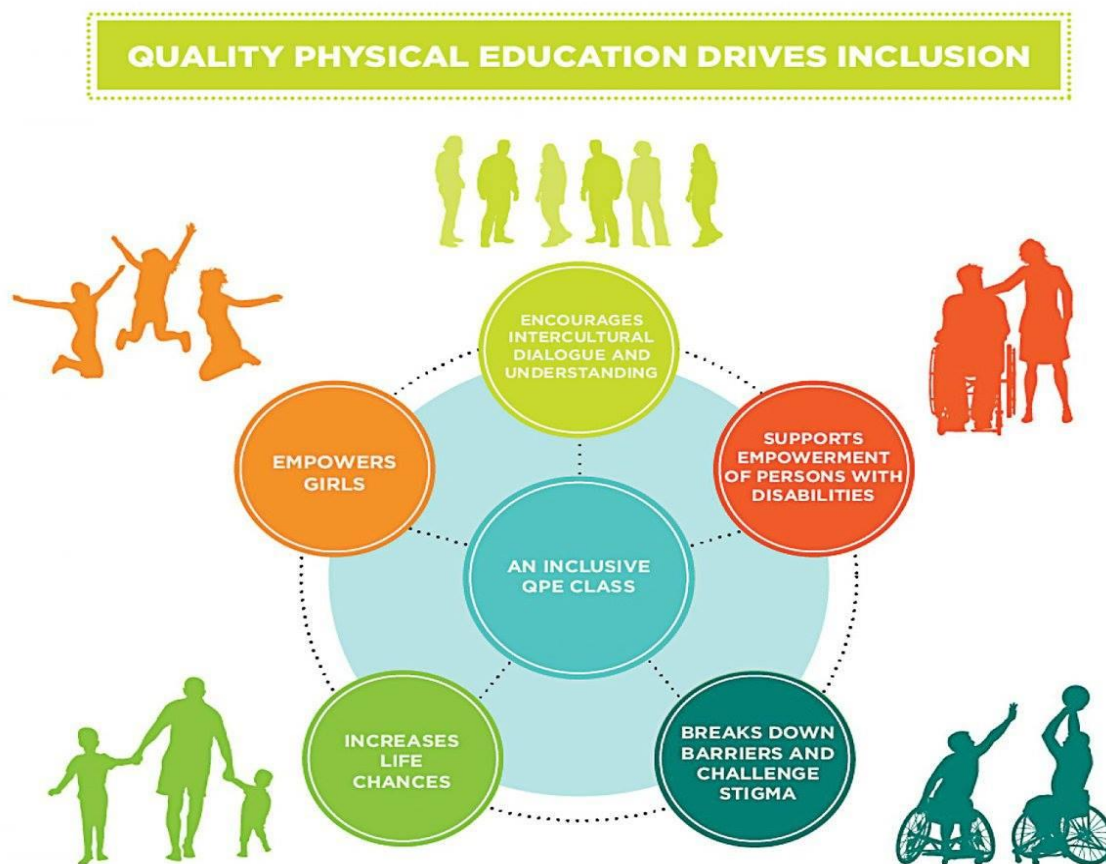 QUALITY PHYSICAL EDUCATION DRIVES INCLUSION
ENCOURAGES
INTERCULTURAL
DIALOGUE AND
UNDERSTANDING
EMPOWERS
GIRLS
SUPPORTS
EMPOWERMENT
OF PERSONS WITH
DISABILITIES
AN INCLUSIVE
QPE CLASS
INCREASES
LIFE
CHANCES
BREAKS DOWN
BARRIERS AND
CHALLENGE
STIGMA